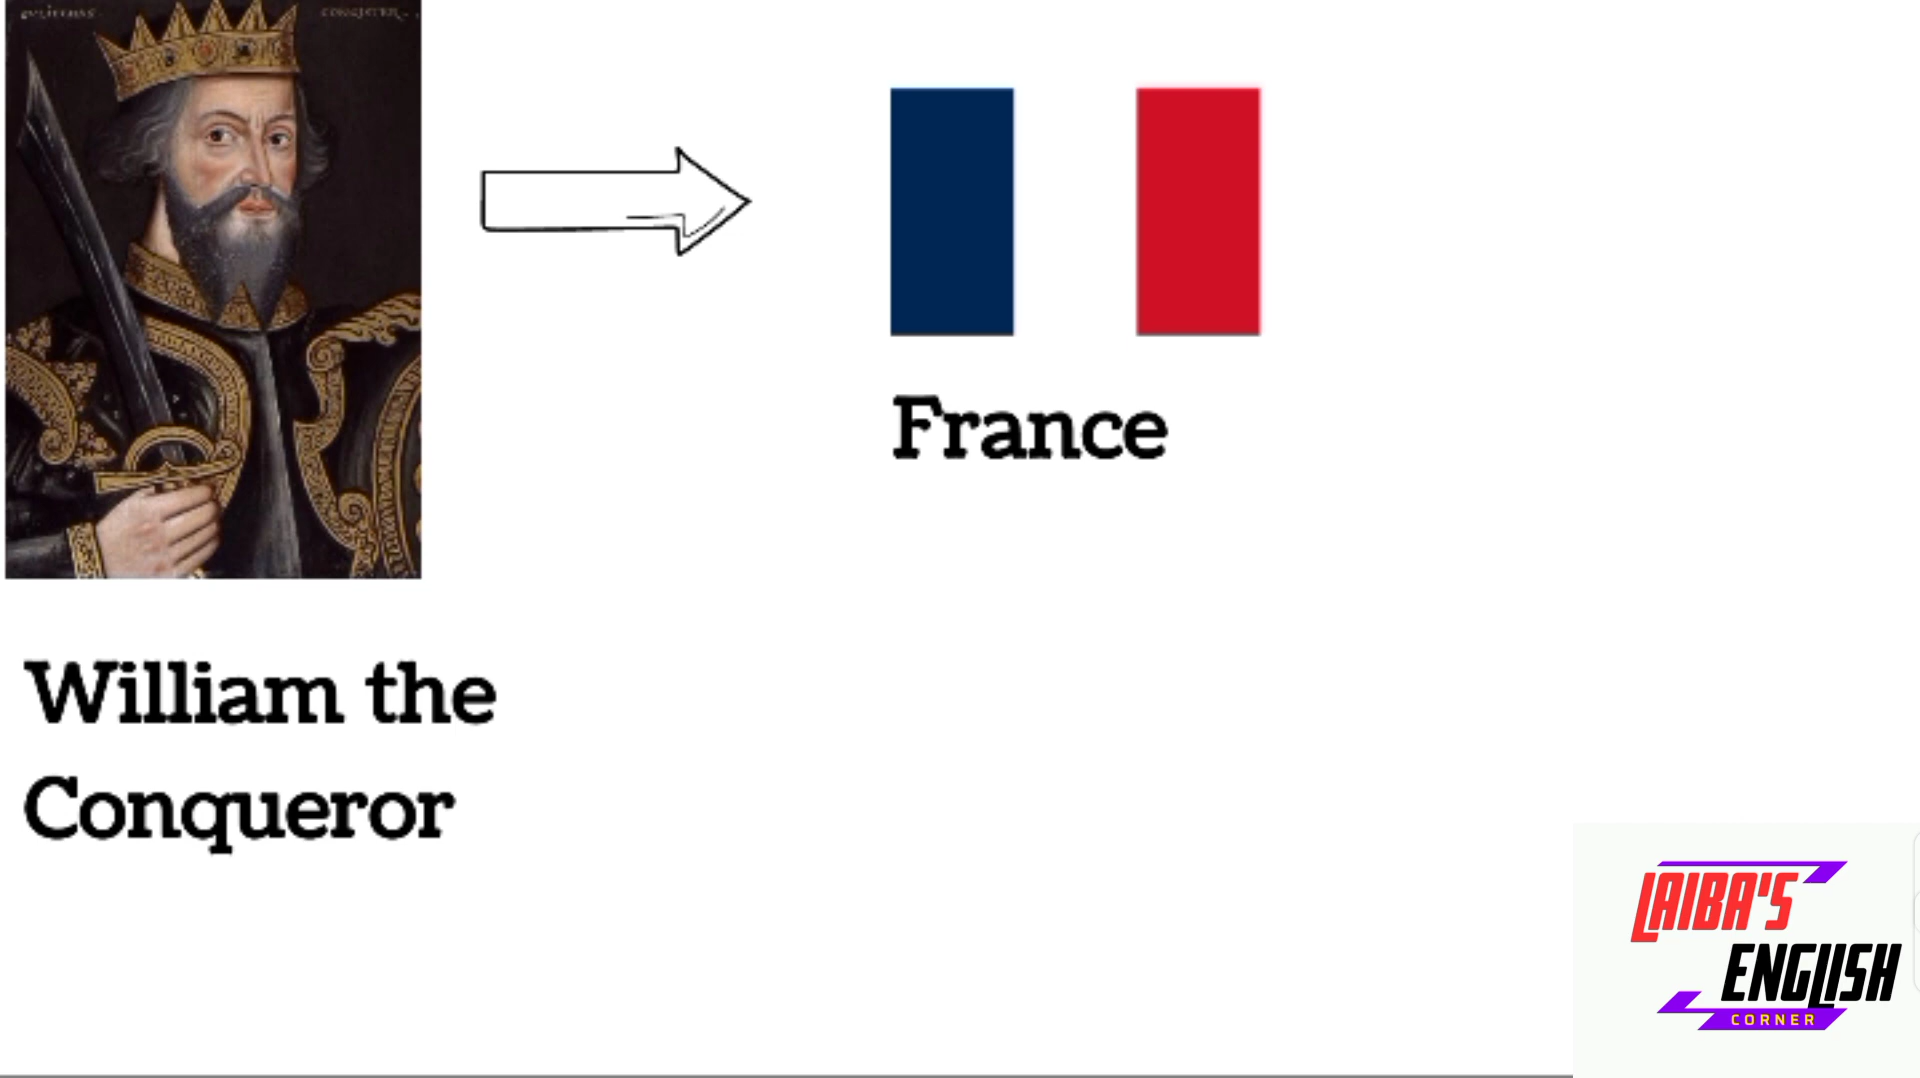 William the
Conqueror
France
LAIBA'S
ENGLISH
CORNER